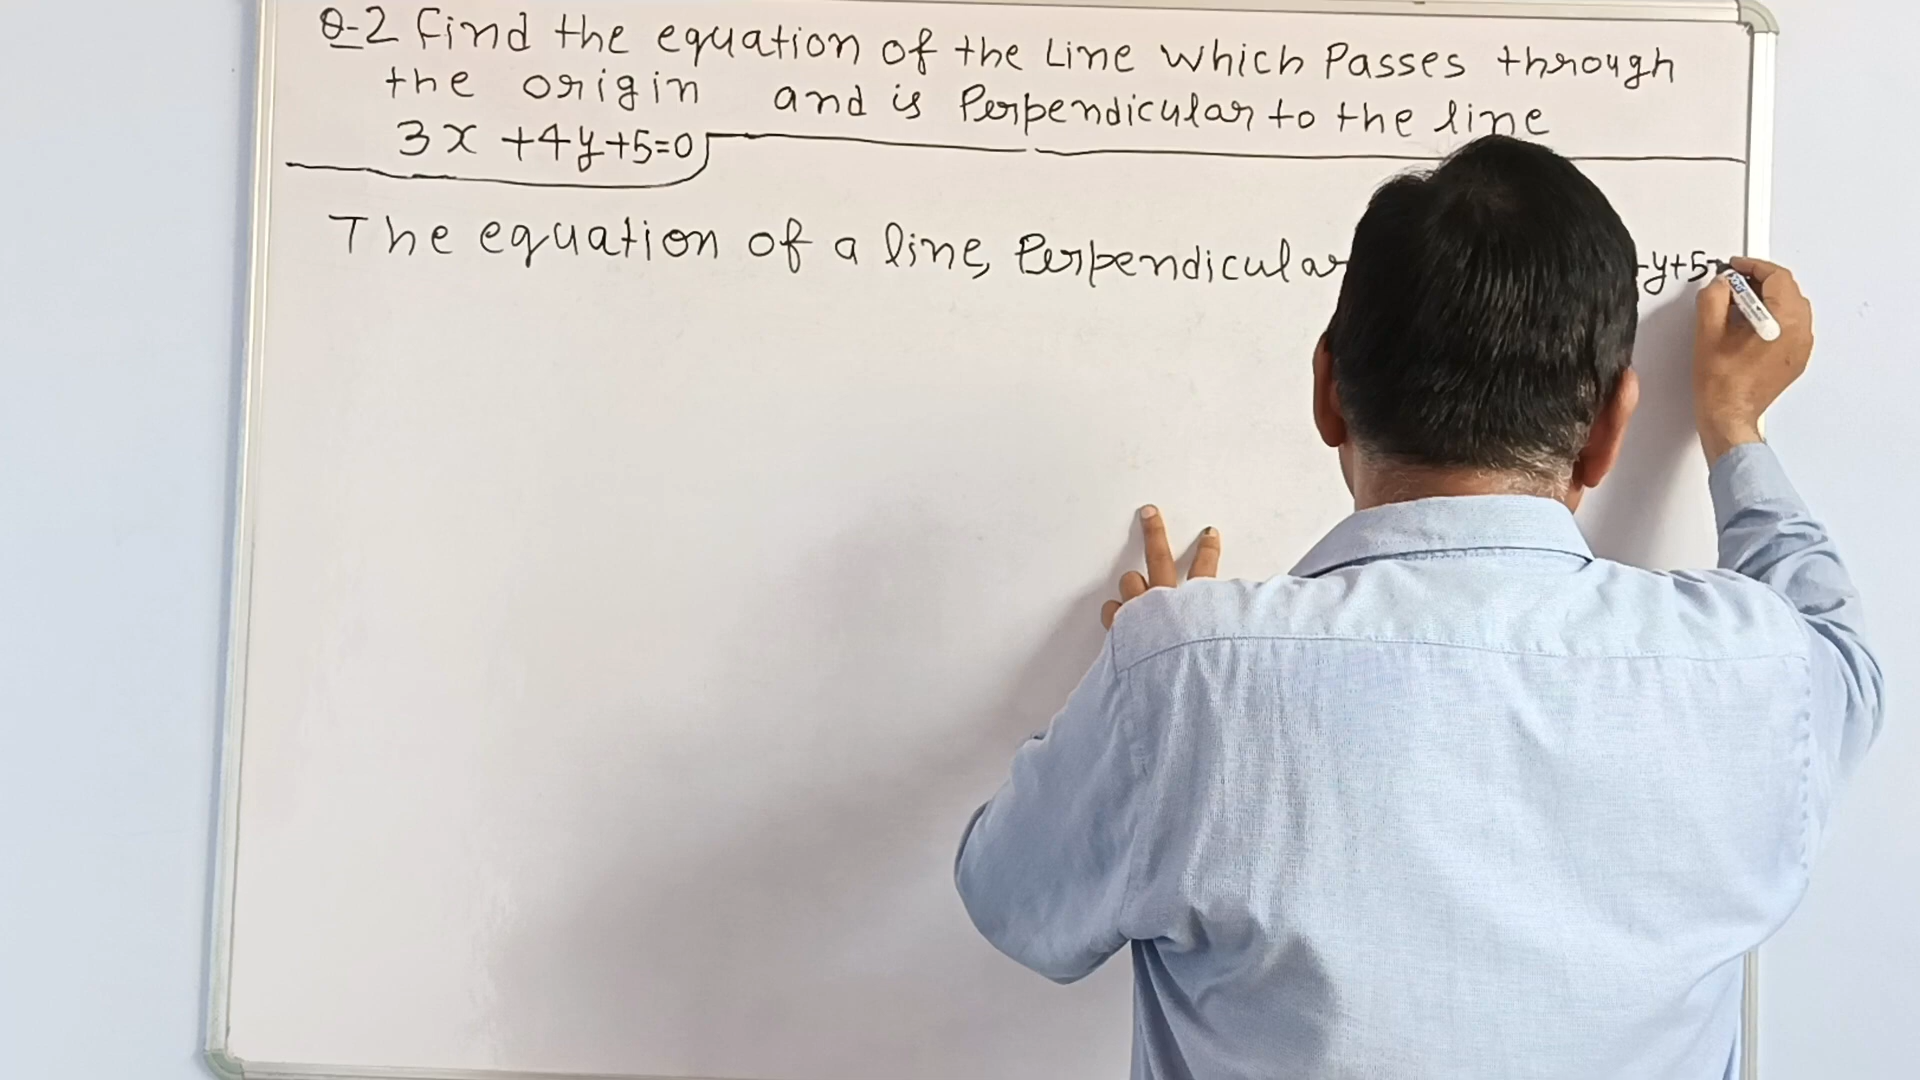 Q-2 Find the equation of the Line which Passes through
the origin and is Perpendicular to the line
3x +4y+5=0
The equation of a line, Perpendicular y+5